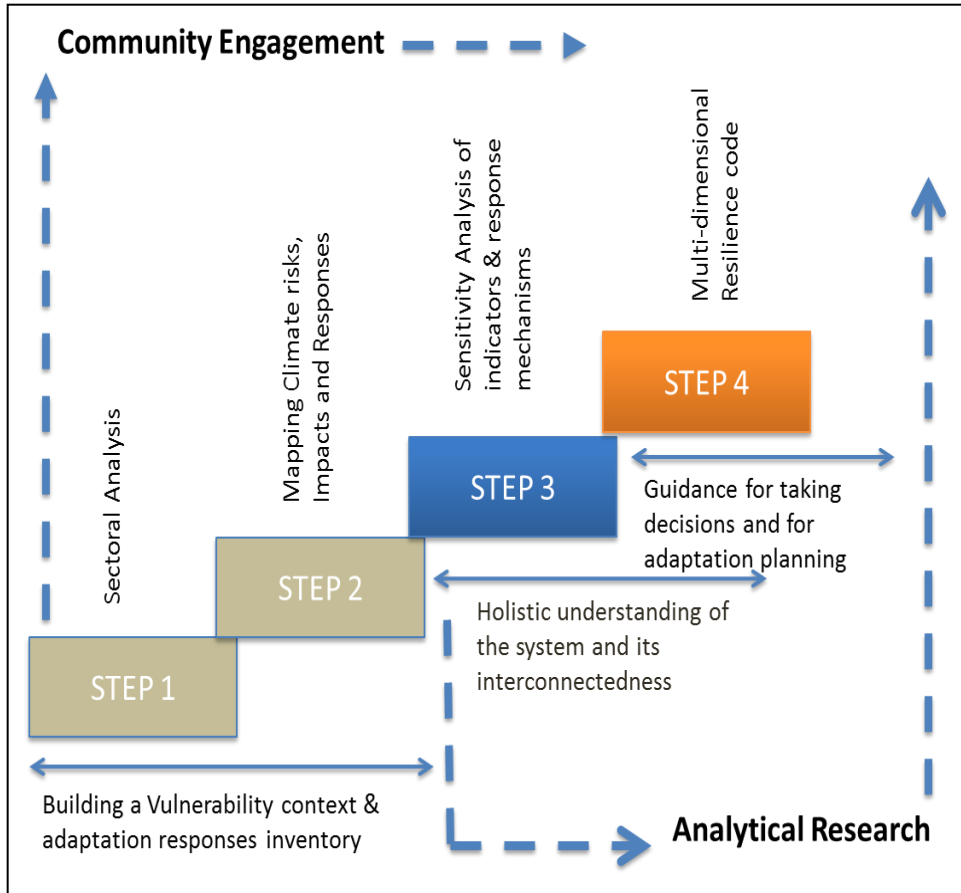 Community Engagement
Sectoral Analysis
Mapping Climate risks,
Impacts and Responses
Sensitivity Analysis of
indicators & response
mechanisms
Multi-dimensional
Resilience code
STEP 4
STEP 3
STEP 2
STEP 1
Guidance for taking
decisions and for
adaptation planning
Holistic understanding of
the system and its
interconnectedness
Building a Vulnerability context &
adaptation responses inventory
Analytical Research